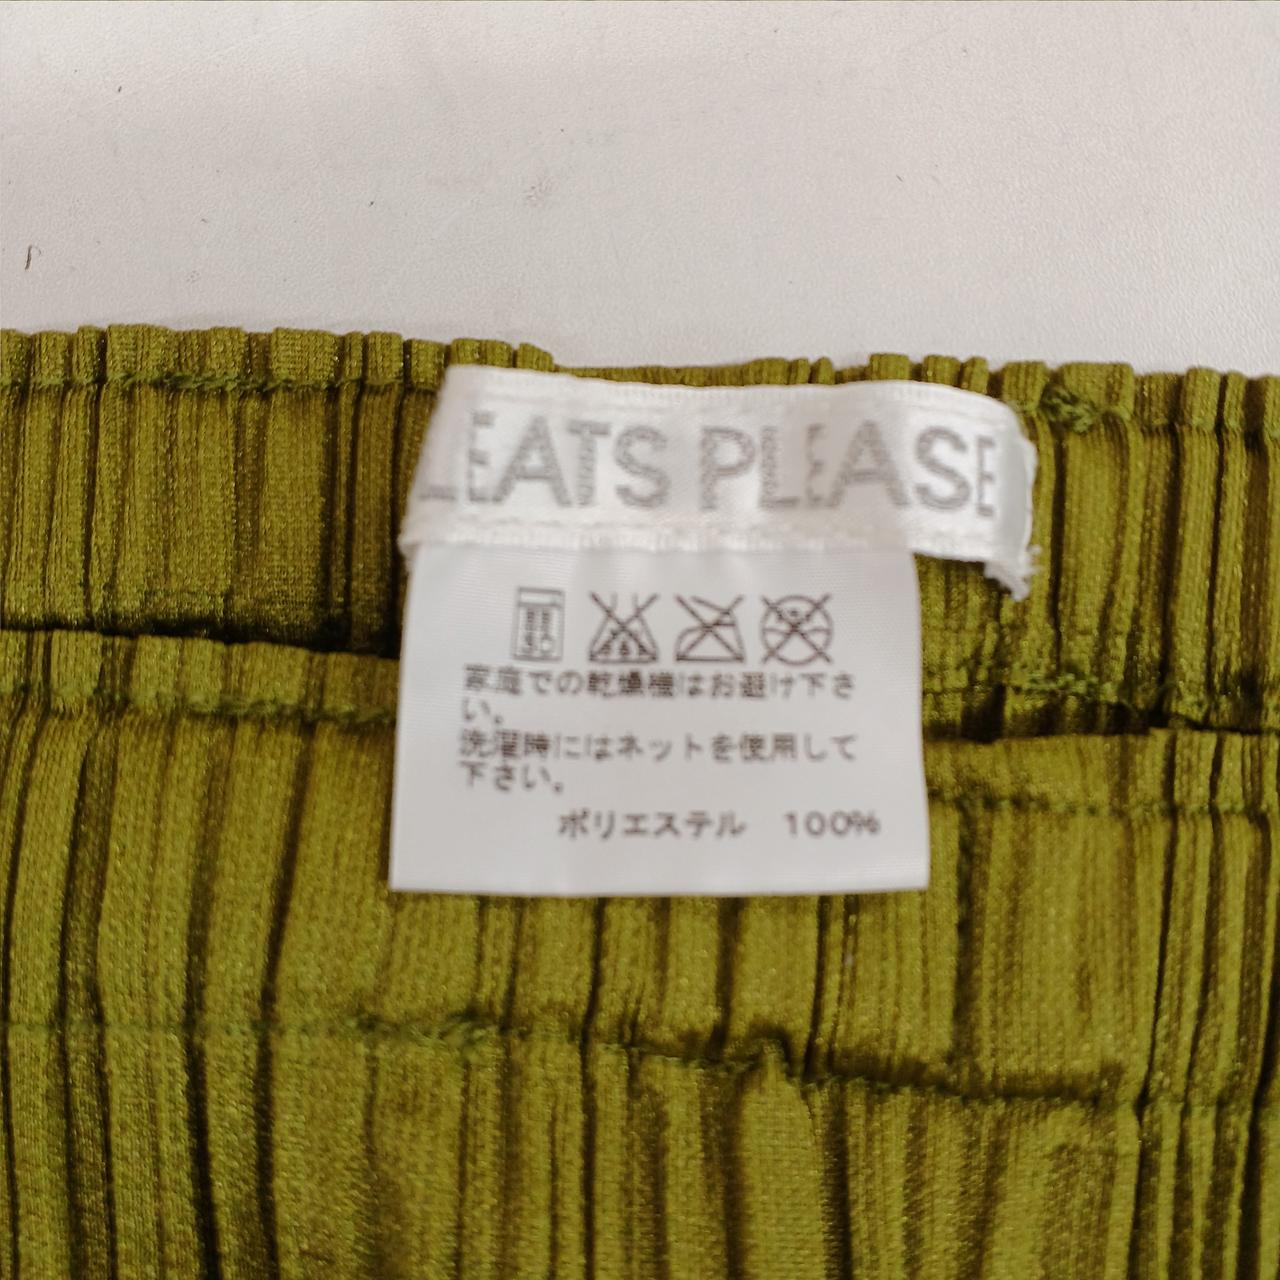 LEATS PLEASE
家庭での乾燥機はお避け下さ
い。
洗濯時にはネットを使用して
下さい。
ポリエステル　100%